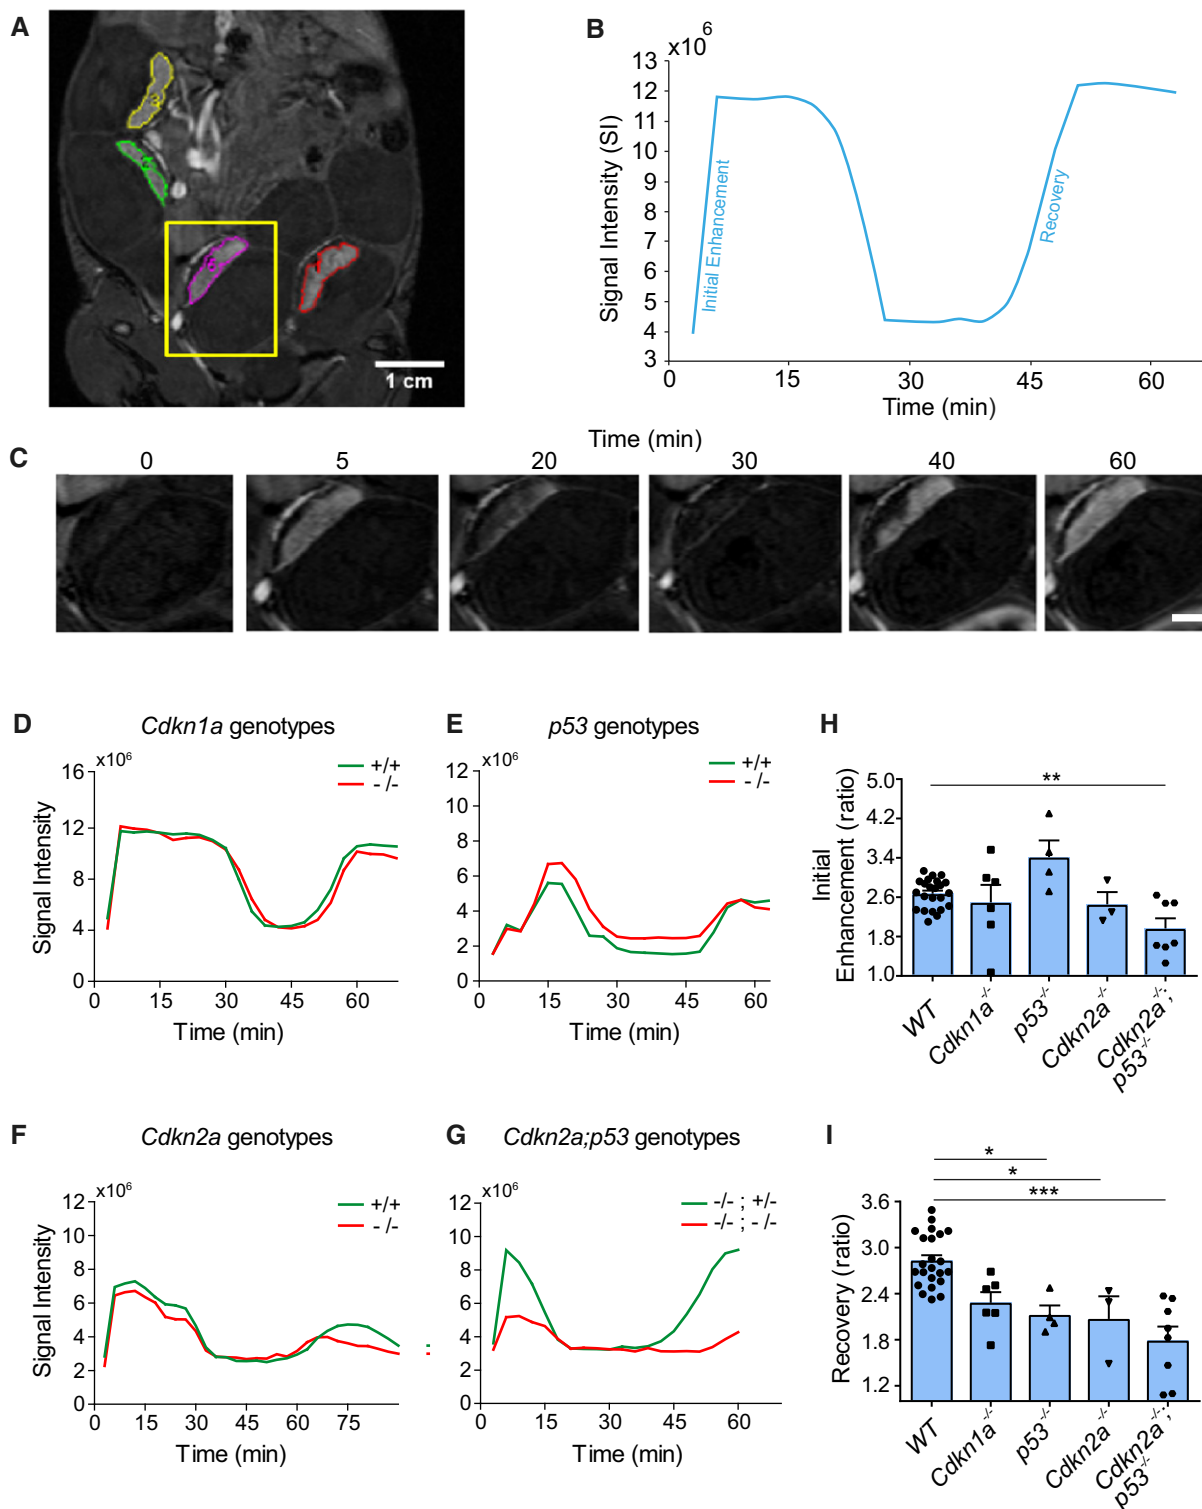 A
1 cm
B
x10⁶
13
12
11
10
9
8
7
6
5
4
3
Signal Intensity (SI)
Initial Enhancement
Recovery
0 15 30 45 60
Time (min)
C
Time (min)
0 5 20 30 40 60
D
Cdkn1a genotypes
x10⁶
+/+
- /-
16
12
8
4
0
Signal Intensity
0 15 30 45 60
Time (min)
E
p53 genotypes
x10⁶
+/+
- /-
12
10
8
6
4
2
0
0 15 30 45 60
Time (min)
H
**
5.0
4.2
3.4
2.6
1.8
1.0
Initial
Enhancement (ratio)
WT
Cdkn1a⁻/⁻
p53⁻/⁻
Cdkn2a⁻/⁻
Cdkn2a⁻/⁻;
p53⁻/⁻
F
Cdkn2a genotypes
x10⁶
+/+
- /-
12
10
8
6
4
2
0
Signal Intensity
0 15 30 45 60 75
Time (min)
G
Cdkn2a;p53 genotypes
x10⁶
-/- ; +/-
-/- ; - /-
12
10
8
6
4
2
0
0 15 30 45 60
Time (min)
I
*
*
***
3.6
3.0
2.4
1.8
1.2
Recovery (ratio)
WT
Cdkn1a⁻/⁻
p53⁻/⁻
Cdkn2a⁻/⁻
Cdkn2a⁻/⁻;
p53⁻/⁻